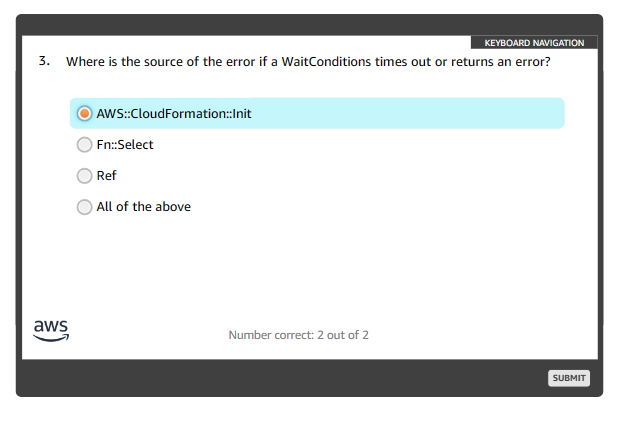 KEYBOARD NAVIGATION
3. Where is the source of the error if a WaitConditions times out or returns an error?
AWS::CloudFormation::Init
Fn::Select
Ref
All of the above
aws
Number correct: 2 out of 2
SUBMIT